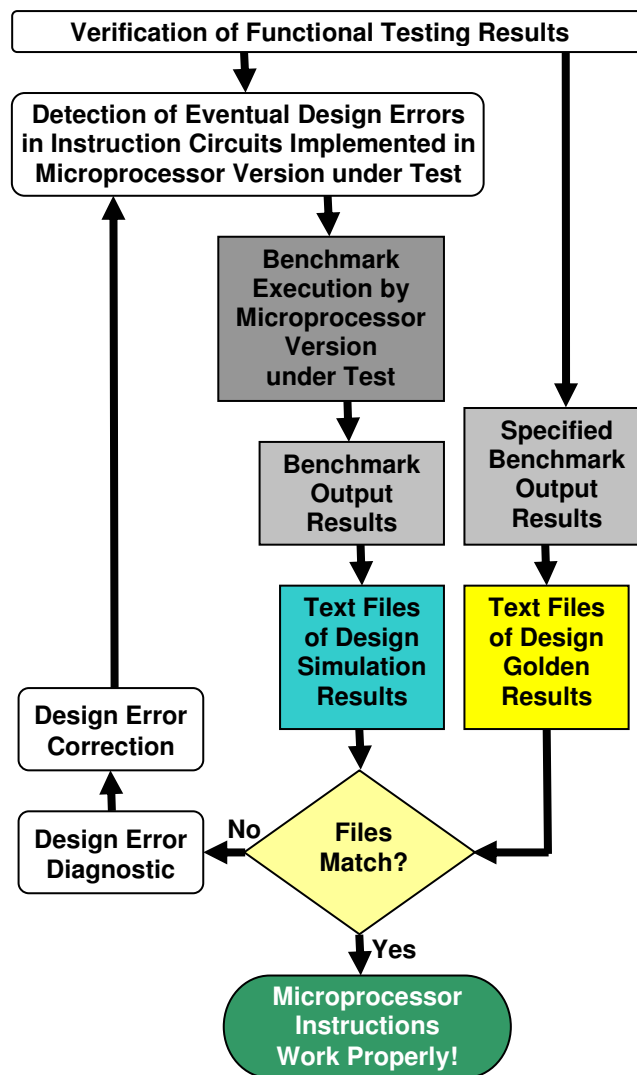 Verification of Functional Testing Results
Detection of Eventual Design Errors
in Instruction Circuits Implemented in
Microprocessor Version under Test
Benchmark
Execution by
Microprocessor
Version
under Test
Specified
Benchmark
Output
Results
Benchmark
Output
Results
Text Files
of Design
Simulation
Results
Text Files
of Design
Golden
Results
Design Error
Correction
Design Error
Diagnostic
No
Files
Match?
Yes
Microprocessor
Instructions
Work Properly!